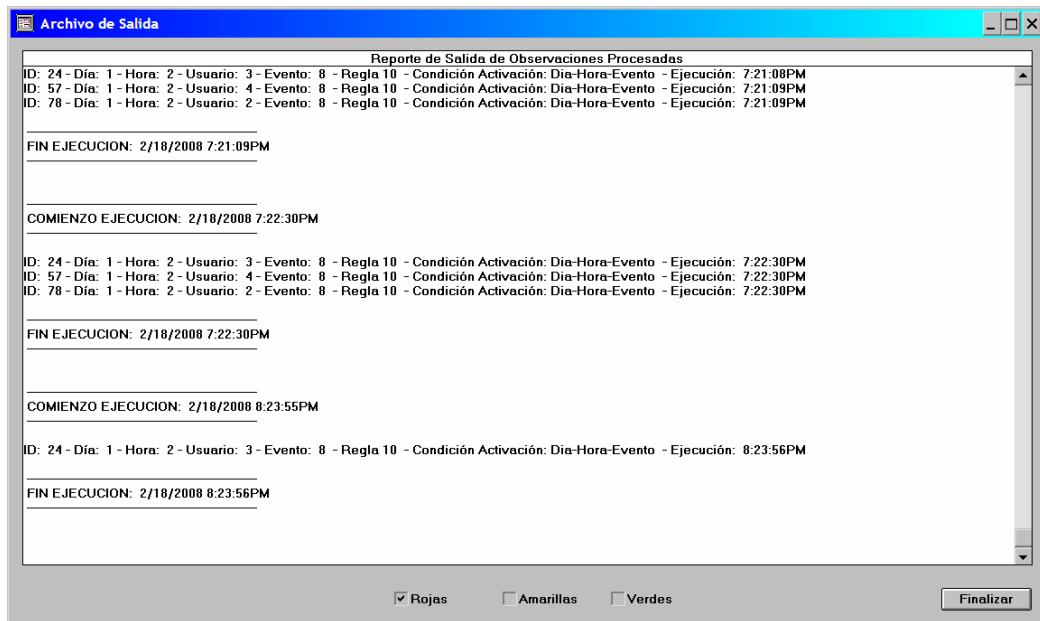 Archivo de Salida
Reporte de Salida de Observaciones Procesadas
ID: 24 - Día: 1 - Hora: 2 - Usuario: 3 - Evento: 8 - Regla 10 - Condición Activación: Dia-Hora-Evento - Ejecución: 7:21:08PM
ID: 57 - Día: 1 - Hora: 2 - Usuario: 4 - Evento: 8 - Regla 10 - Condición Activación: Dia-Hora-Evento - Ejecución: 7:21:09PM
ID: 78 - Día: 1 - Hora: 2 - Usuario: 2 - Evento: 8 - Regla 10 - Condición Activación: Dia-Hora-Evento - Ejecución: 7:21:09PM
FIN EJECUCION: 2/18/2008 7:21:09PM
COMIENZO EJECUCION: 2/18/2008 7:22:30PM
ID: 24 - Día: 1 - Hora: 2 - Usuario: 3 - Evento: 8 - Regla 10 - Condición Activación: Dia-Hora-Evento - Ejecución: 7:22:30PM
ID: 57 - Día: 1 - Hora: 2 - Usuario: 4 - Evento: 8 - Regla 10 - Condición Activación: Dia-Hora-Evento - Ejecución: 7:22:30PM
ID: 78 - Día: 1 - Hora: 2 - Usuario: 2 - Evento: 8 - Regla 10 - Condición Activación: Dia-Hora-Evento - Ejecución: 7:22:30PM
FIN EJECUCION: 2/18/2008 7:22:30PM
COMIENZO EJECUCION: 2/18/2008 8:23:55PM
ID: 24 - Día: 1 - Hora: 2 - Usuario: 3 - Evento: 8 - Regla 10 - Condición Activación: Dia-Hora-Evento - Ejecución: 8:23:56PM
FIN EJECUCION: 2/18/2008 8:23:56PM
Rojas Amarillas Verdes Finalizar